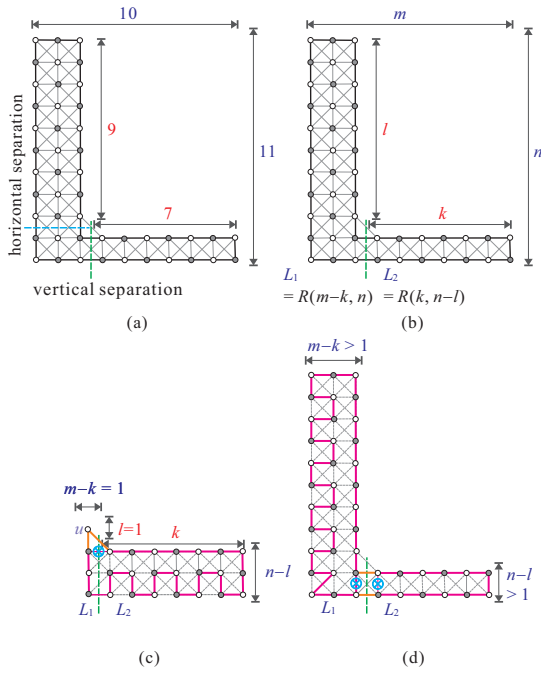 10
m
horizontal separation
9
11
l
n
7
k
L1
L2
vertical separation
= R(m–k, n) = R(k, n–l)
(a)
(b)
m–k > 1
m–k = 1
u
l=1
k
n–l
L1
L2
n–l
> 1
L1
L2
(c)
(d)